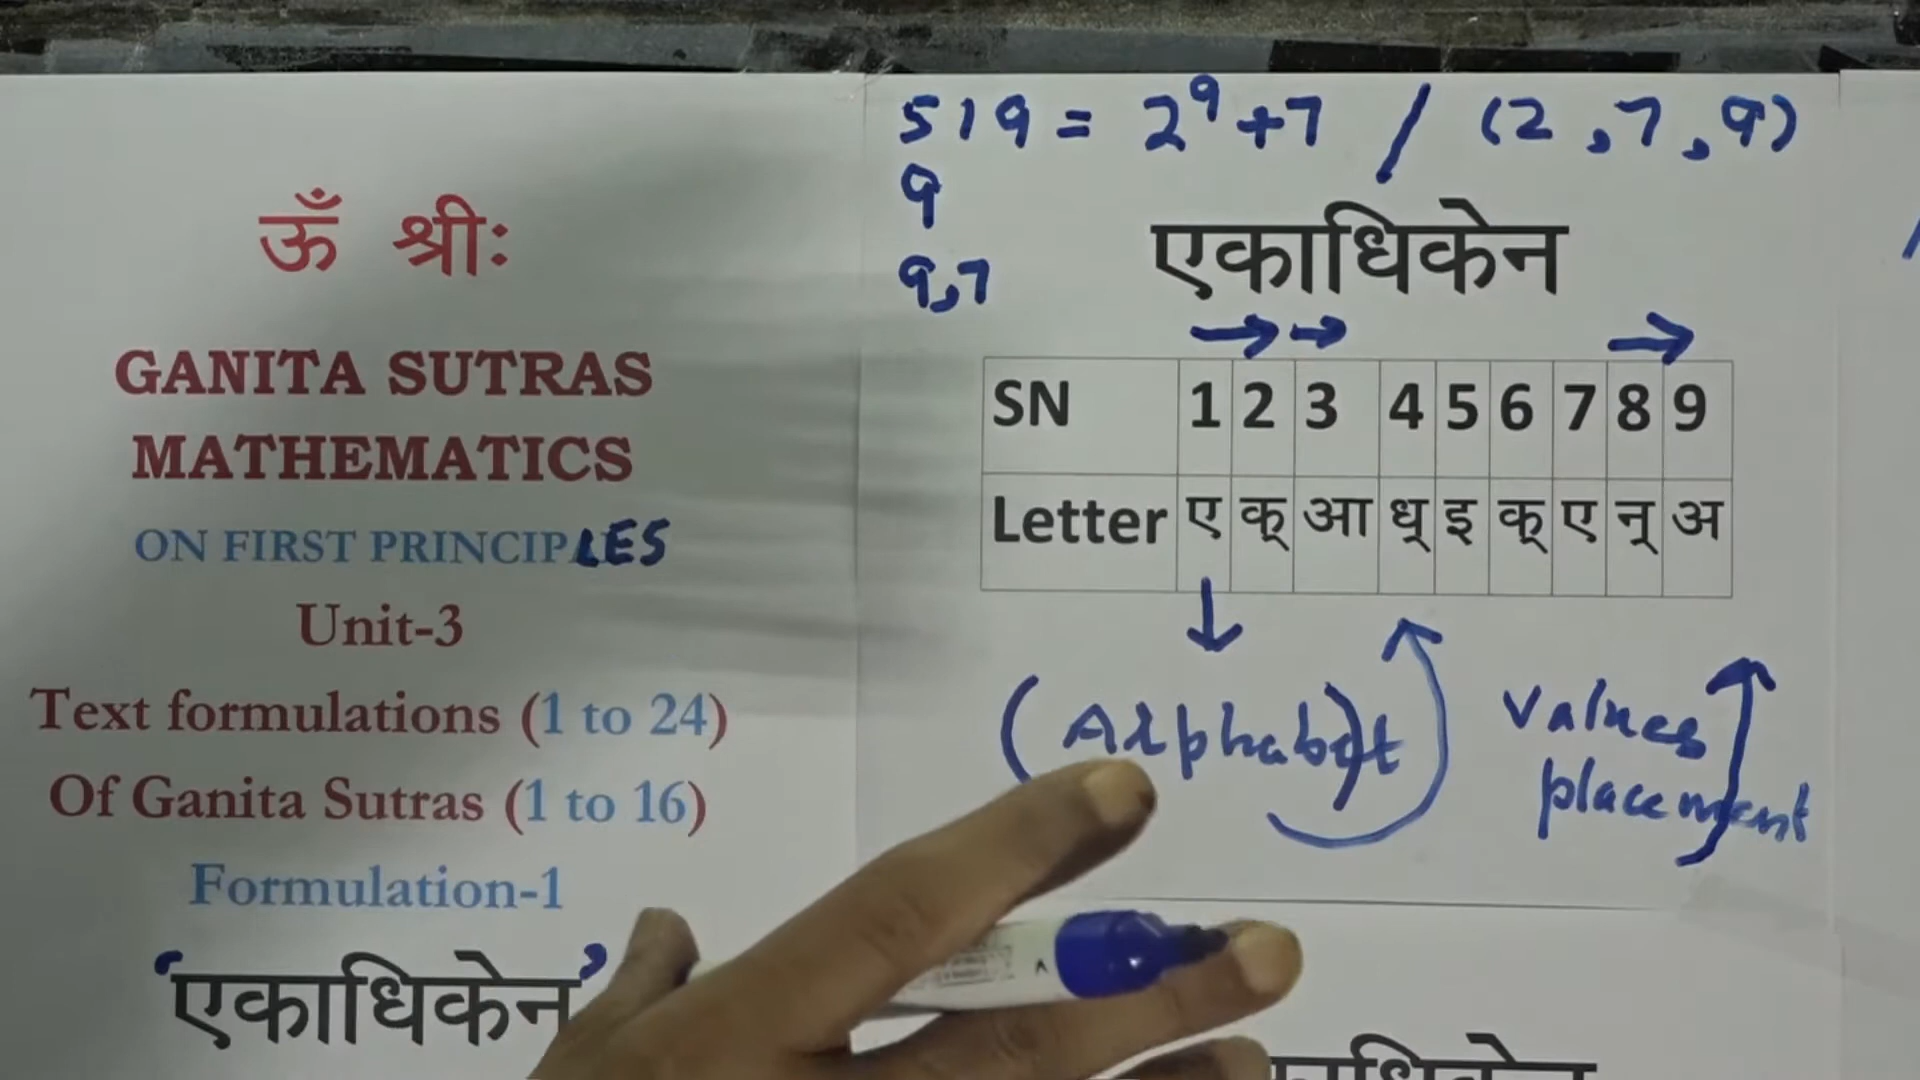 ऊँ श्रीः
GANITA SUTRAS
MATHEMATICS
ON FIRST PRINCIPLES
Unit-3
Text formulations (1 to 24)
Of Ganita Sutras (1 to 16)
Formulation-1
'एकाधिकेन'
519 = 2^9 + 7 / (2, 7, 9)
9
9, 7
एकाधिकेन
SN 1 2 3 4 5 6 7 8 9
Letter ए क् आ ध् इ क् ए न् अ
(Alphabet)
values
placement